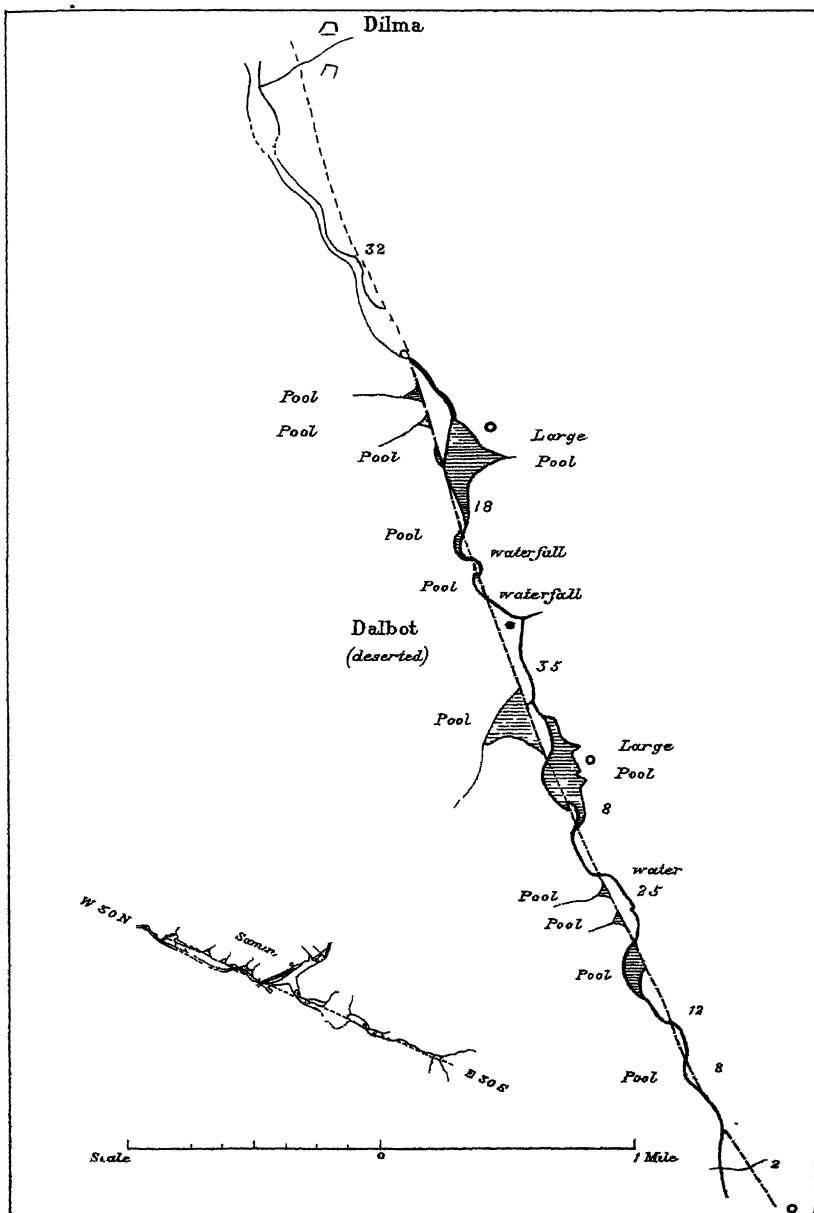 Dilma
32
Pool
Large
Pool
Pool
Pool
18
Pool
waterfall
Pool
waterfall
Dalbot
(deserted)
35
Pool
Large
Pool
8
water
25
Pool
Pool
W 30 N
Pool
12
8
Pool
E 30 E
Scale
0
1 Mile
2